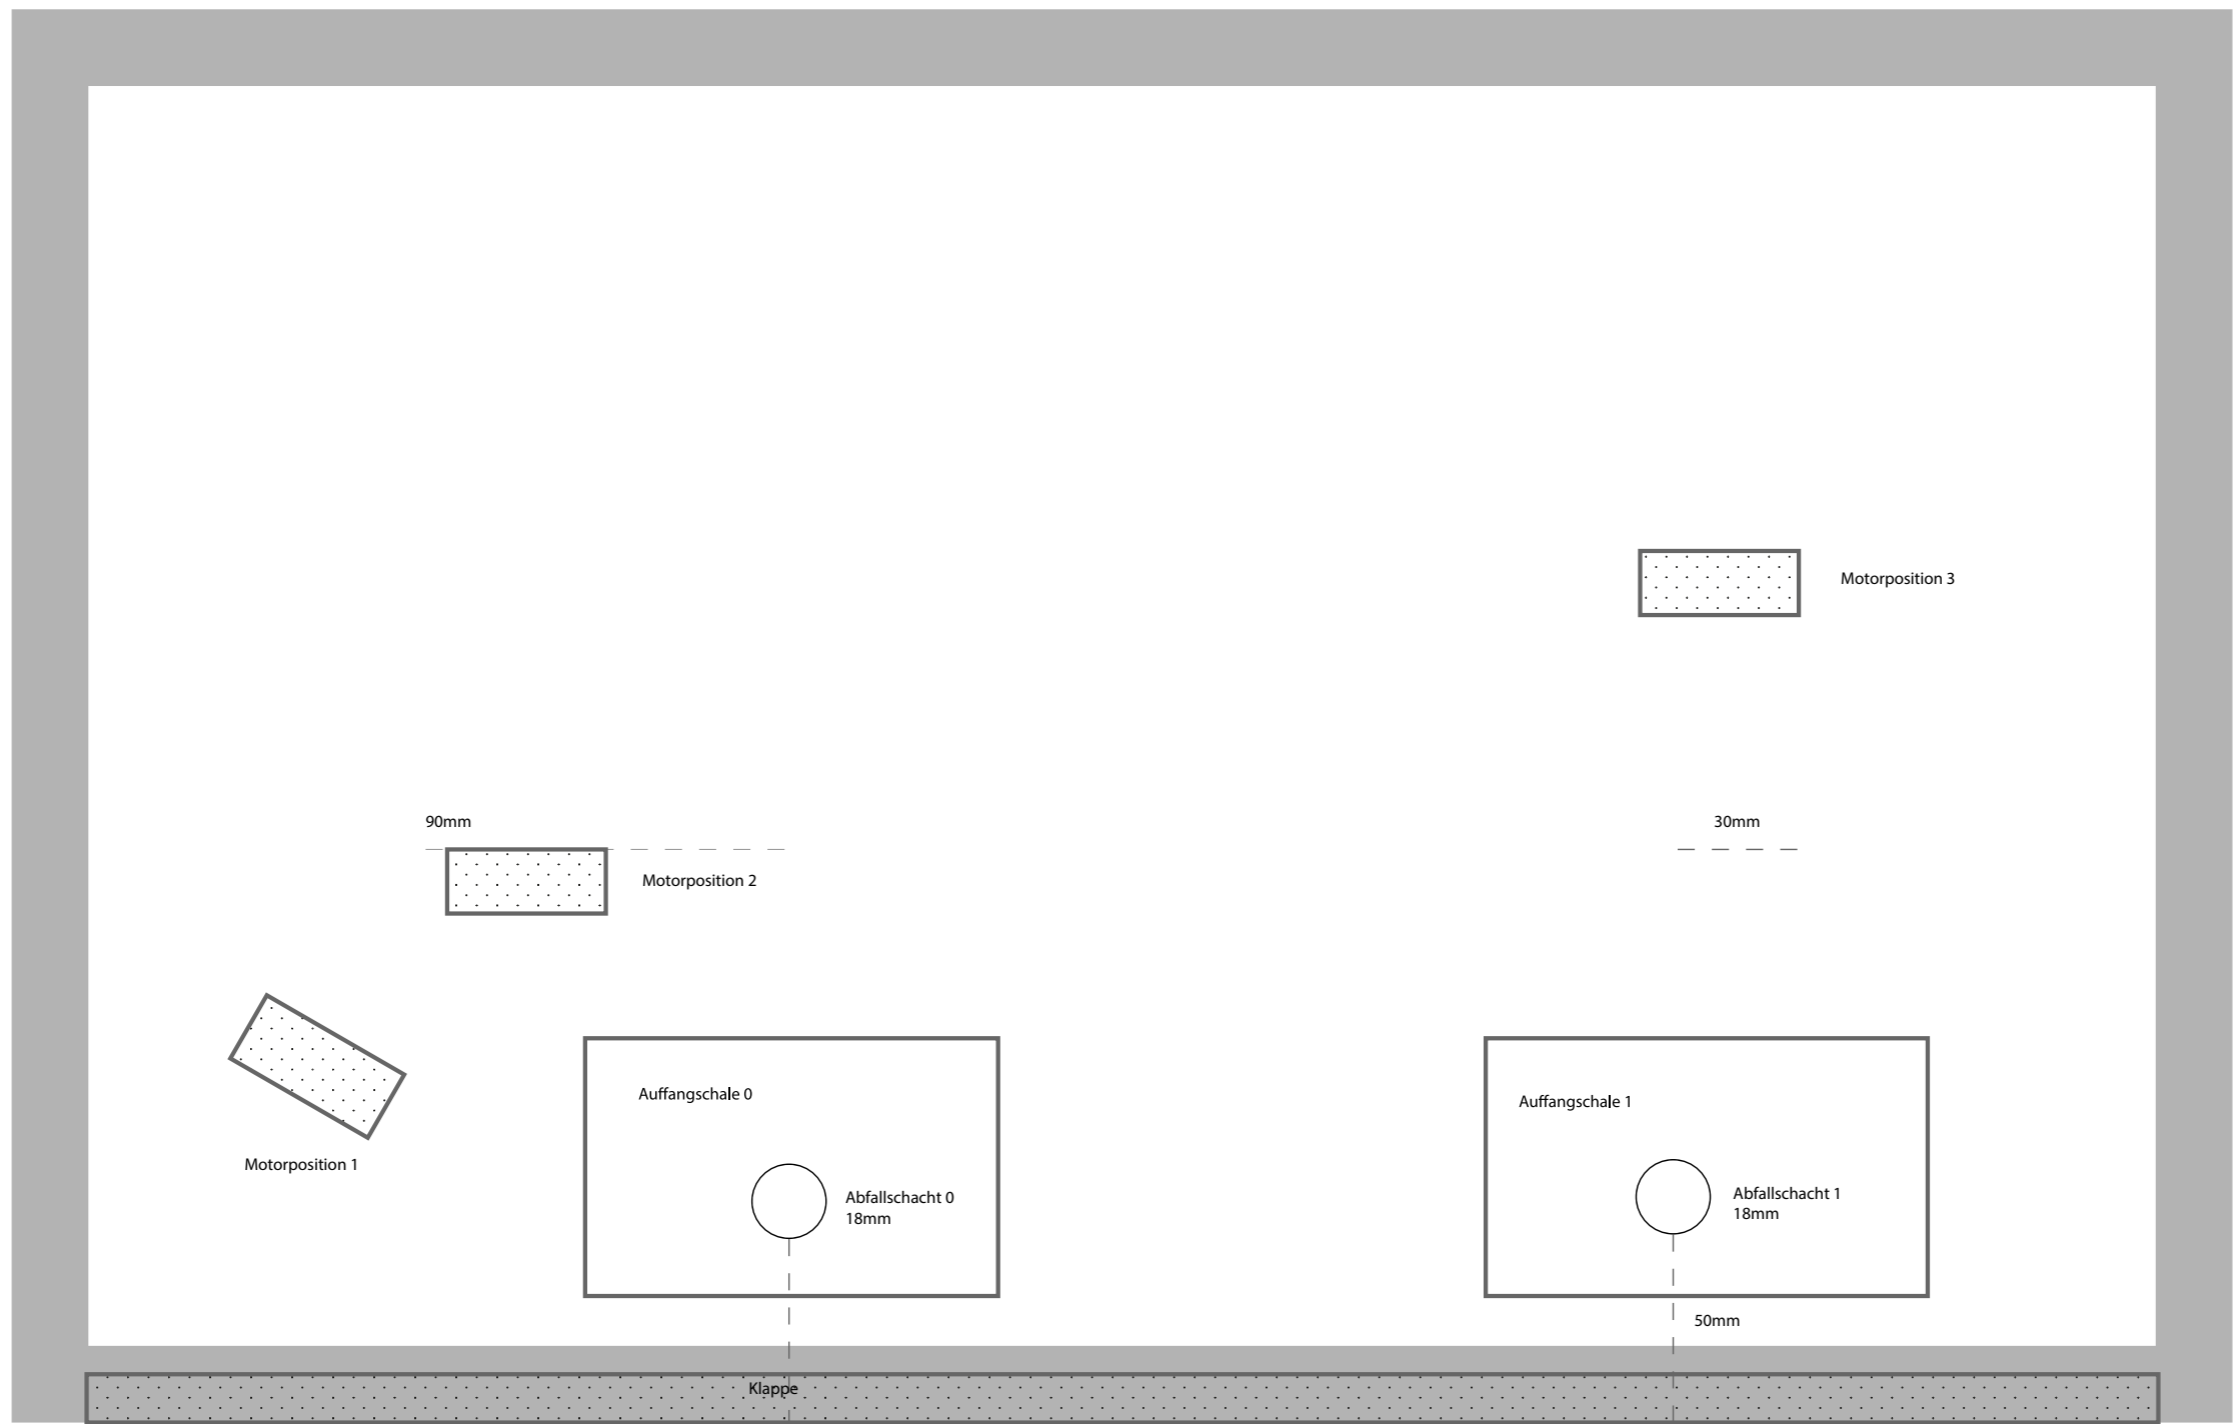 Motorposition 3
90mm
30mm
Motorposition 2
Auffangschale 0
Auffangschale 1
Motorposition 1
Abfallschacht 0
18mm
Abfallschacht 1
18mm
50mm
Klappe